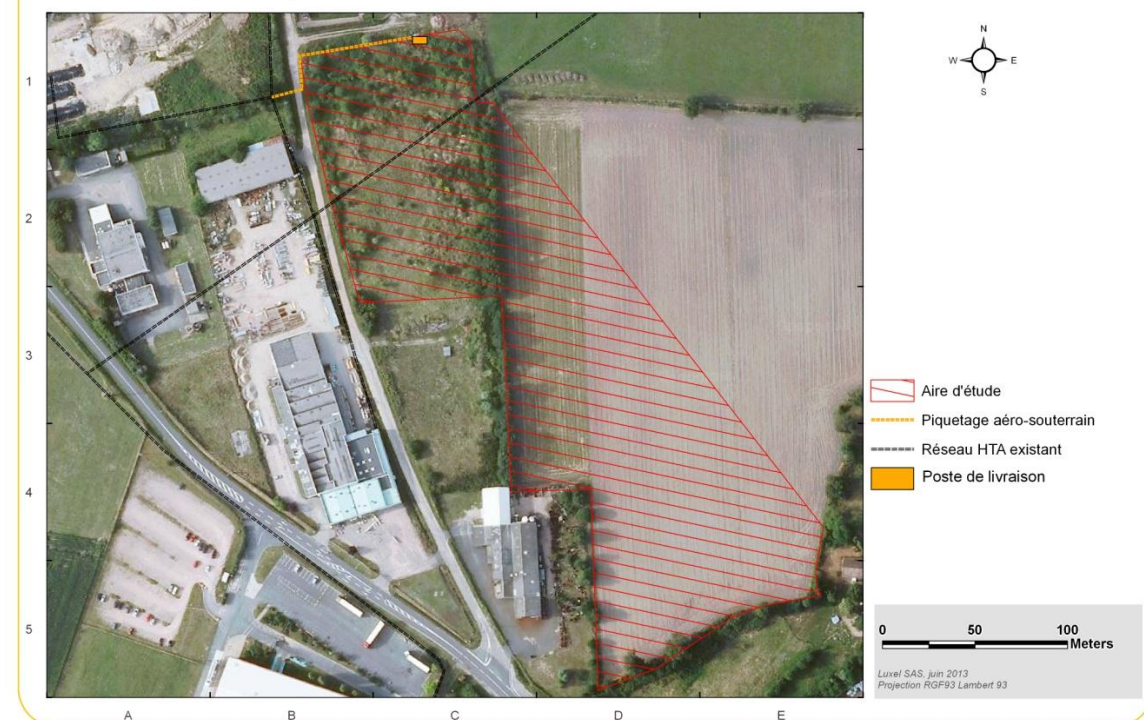 N
W E
S
1
2
3
4
5
A B C D E
Aire d'étude
Piquetage aéro-souterrain
Réseau HTA existant
Poste de livraison
0 50 100
Meters
Luxel SAS, juin 2013
Projection RGF93 Lambert 93